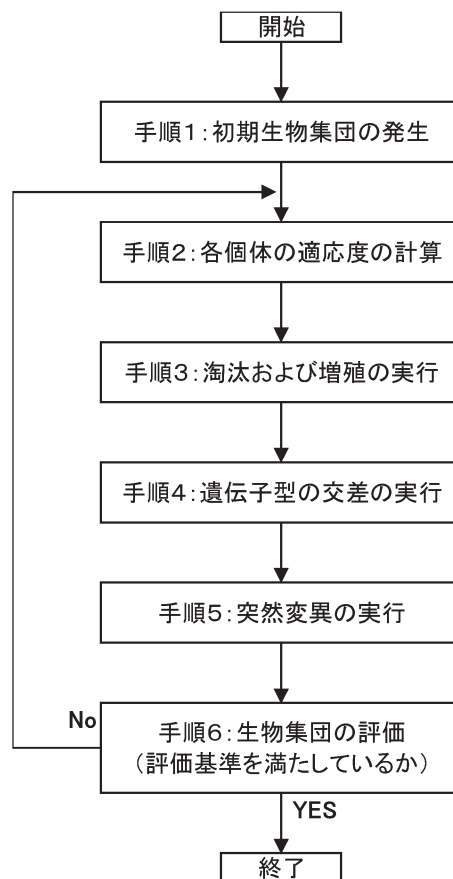 開始
手順1：初期生物集団の発生
手順2：各個体の適応度の計算
手順3：淘汰および増殖の実行
手順4：遺伝子型の交差の実行
手順5：突然変異の実行
No
手順6：生物集団の評価
（評価基準を満たしているか）
YES
終了